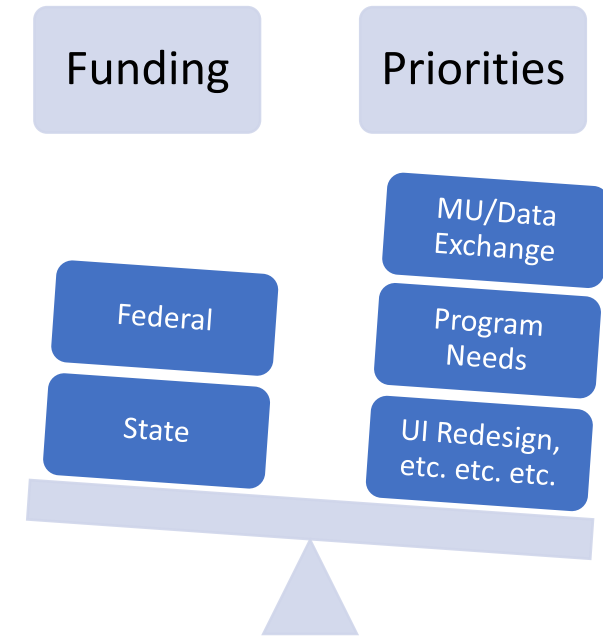 Funding
Priorities
MU/Data
Exchange
Federal
Program
Needs
State
UI Redesign,
etc. etc. etc.